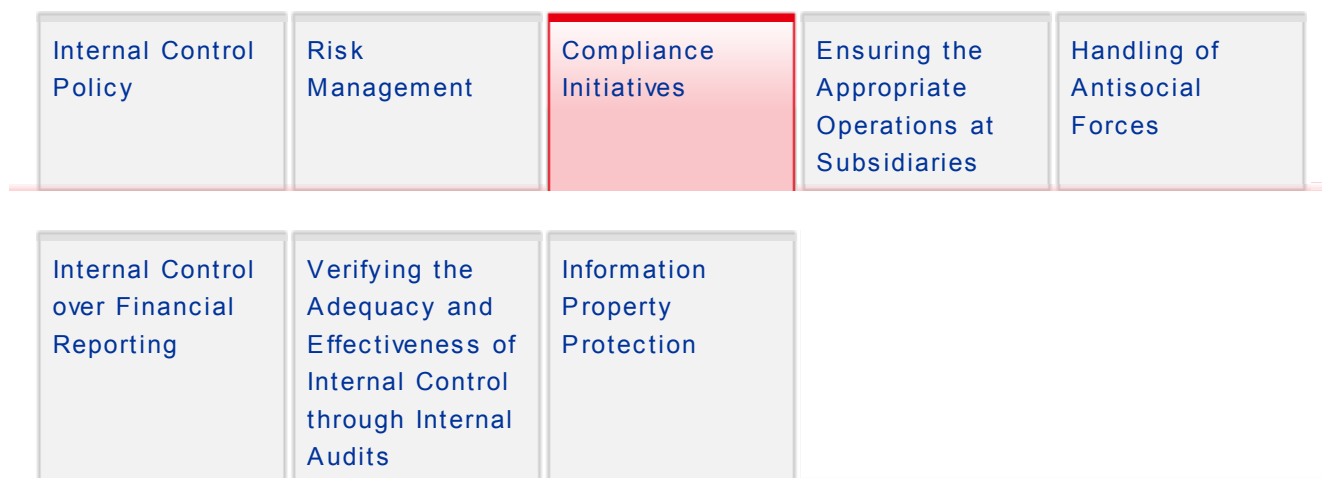 Internal Control
Policy
Risk
Management
Compliance
Initiatives
Ensuring the
Appropriate
Operations at
Subsidiaries
Handling of
Antisocial
Forces
Internal Control
over Financial
Reporting
Verifying the
Adequacy and
Effectiveness of
Internal Control
through Internal
Audits
Information
Property
Protection